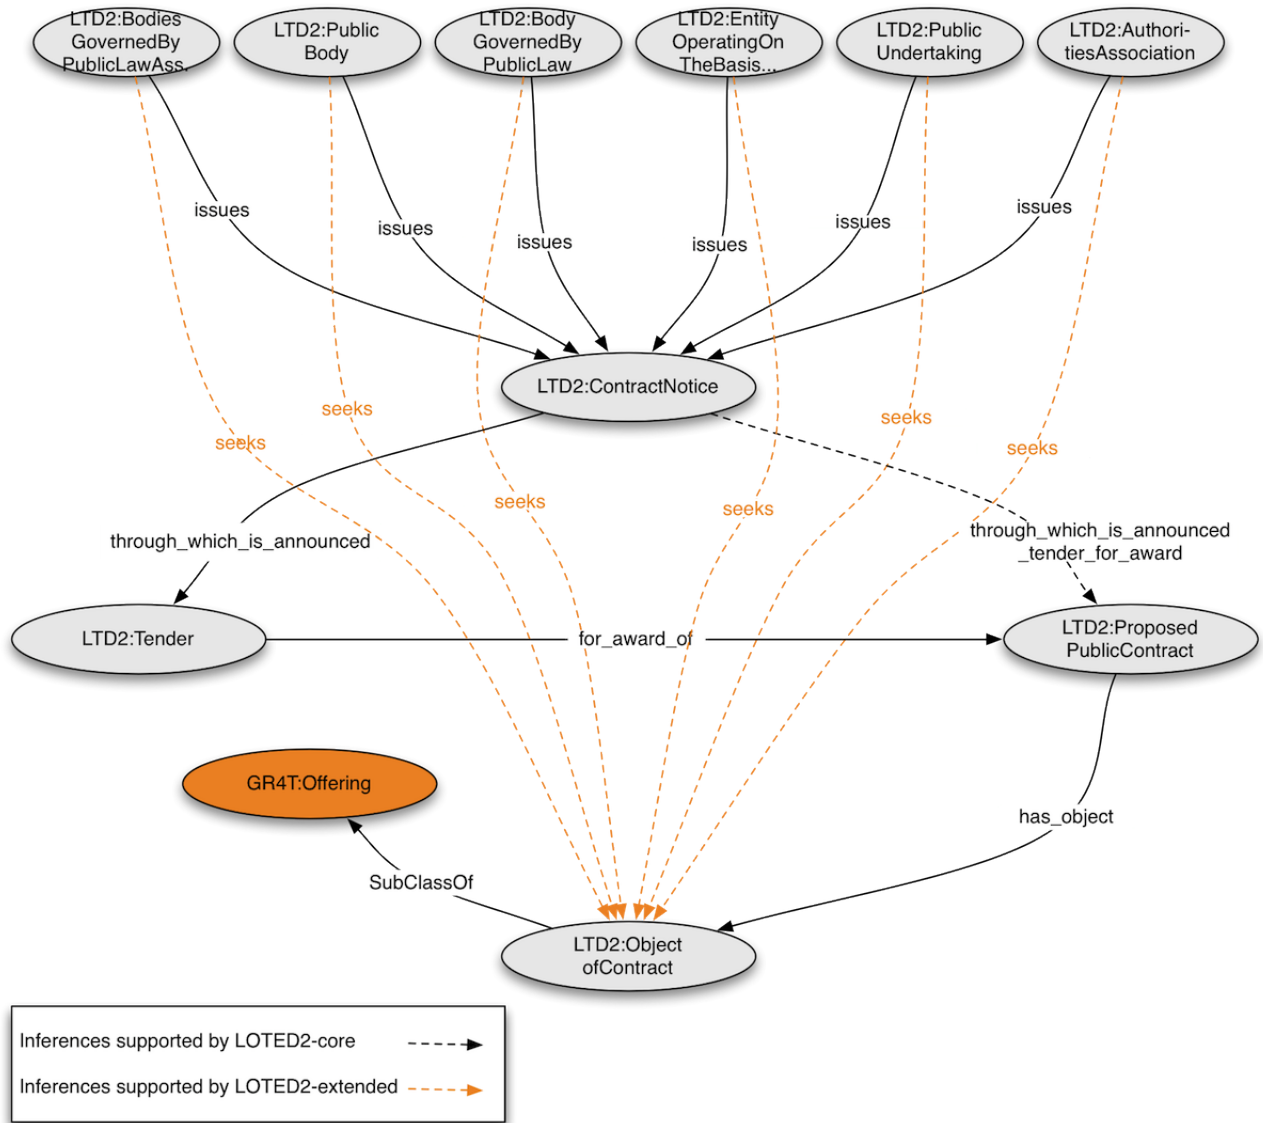 LTD2:Bodies
GovernedBy
PublicLawAss.
LTD2:Public
Body
LTD2:Body
GovernedBy
PublicLaw
LTD2:Entity
OperatingOn
TheBasis...
LTD2:Public
Undertaking
LTD2:Authori-
tiesAssociation
issues
issues
issues
issues
issues
issues
LTD2:ContractNotice
seeks
seeks
seeks
seeks
seeks
seeks
through_which_is_announced
through_which_is_announced
_tender_for_award
LTD2:Tender
for_award_of
LTD2:Proposed
PublicContract
GR4T:Offering
has_object
SubClassOf
LTD2:Object
ofContract
Inferences supported by LOTED2-core
Inferences supported by LOTED2-extended